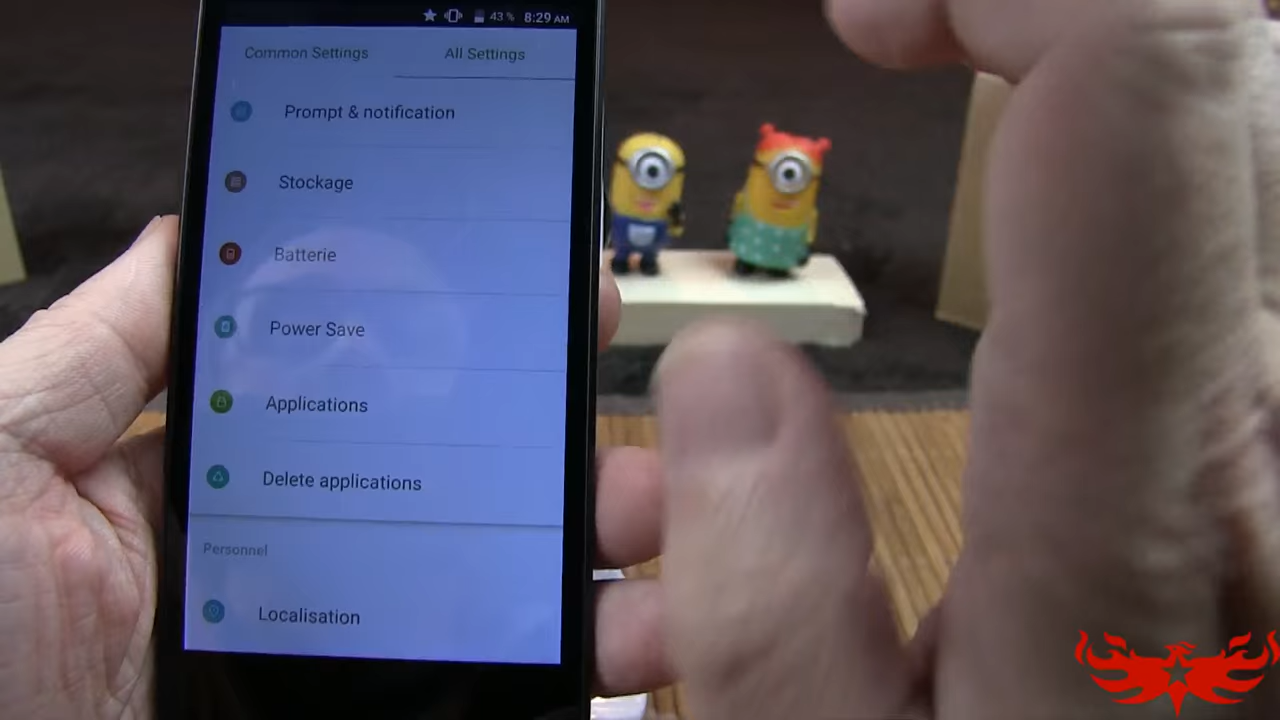 43 % 8:29 AM
Common Settings All Settings
Prompt & notification
Stockage
Batterie
Power Save
Applications
Delete applications
Personnel
Localisation